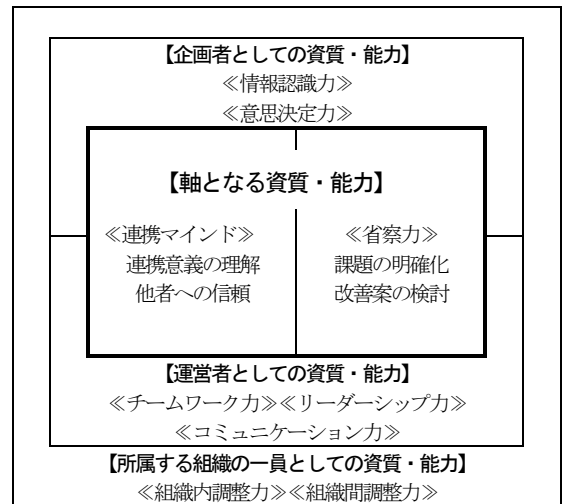 【企画者としての資質・能力】
≪情報認識力≫
≪意思決定力≫
【軸となる資質・能力】
≪連携マインド≫
連携意義の理解
他者への信頼
≪省察力≫
課題の明確化
改善案の検討
【運営者としての資質・能力】
≪チームワーク力≫≪リーダーシップ力≫
≪コミュニケーション力≫
【所属する組織の一員としての資質・能力】
≪組織内調整力≫≪組織間調整力≫